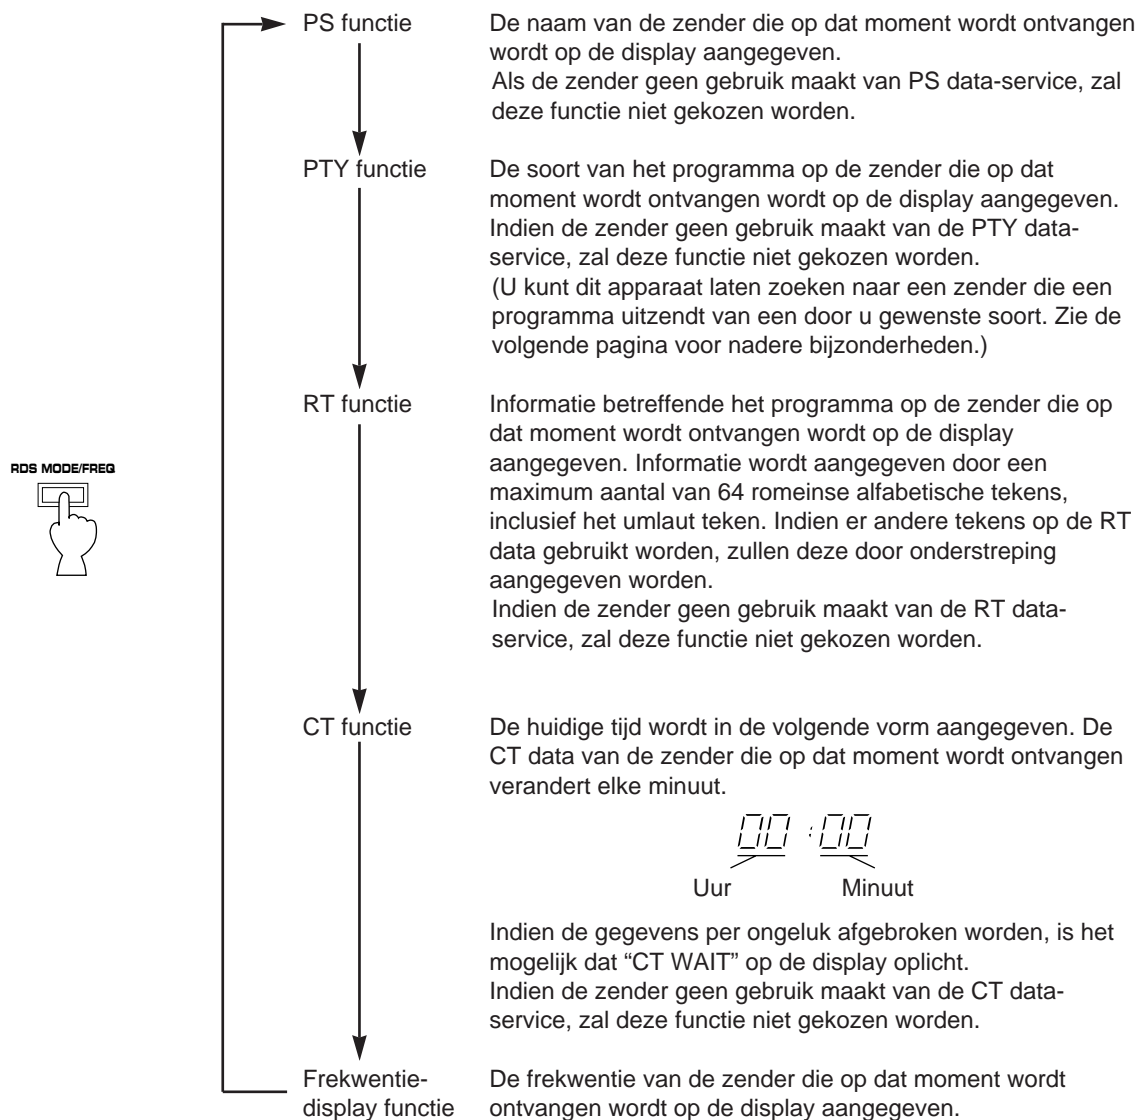 PS functie
De naam van de zender die op dat moment wordt ontvangen
wordt op de display aangegeven.
Als de zender geen gebruik maakt van PS data-service, zal
deze functie niet gekozen worden.
PTY functie
De soort van het programma op de zender die op dat
moment wordt ontvangen wordt op de display aangegeven.
Indien de zender geen gebruik maakt van de PTY data-
service, zal deze functie niet gekozen worden.
(U kunt dit apparaat laten zoeken naar een zender die een
programma uitzendt van een door u gewenste soort. Zie de
volgende pagina voor nadere bijzonderheden.)
RT functie
Informatie betreffende het programma op de zender die op
dat moment wordt ontvangen wordt op de display
aangegeven. Informatie wordt aangegeven door een
maximum aantal van 64 romeinse alfabetische tekens,
inclusief het umlaut teken. Indien er andere tekens op de RT
data gebruikt worden, zullen deze door onderstreping
aangegeven worden.
Indien de zender geen gebruik maakt van de RT data-
service, zal deze functie niet gekozen worden.
RDS MODE/FREQ
CT functie
De huidige tijd wordt in de volgende vorm aangegeven. De
CT data van de zender die op dat moment wordt ontvangen
verandert elke minuut.
00:00
Uur Minuut
Indien de gegevens per ongeluk afgebroken worden, is het
mogelijk dat “CT WAIT” op de display oplicht.
Indien de zender geen gebruik maakt van de CT data-
service, zal deze functie niet gekozen worden.
Frekwentie-
display functie
De frekwentie van de zender die op dat moment wordt
ontvangen wordt op de display aangegeven.